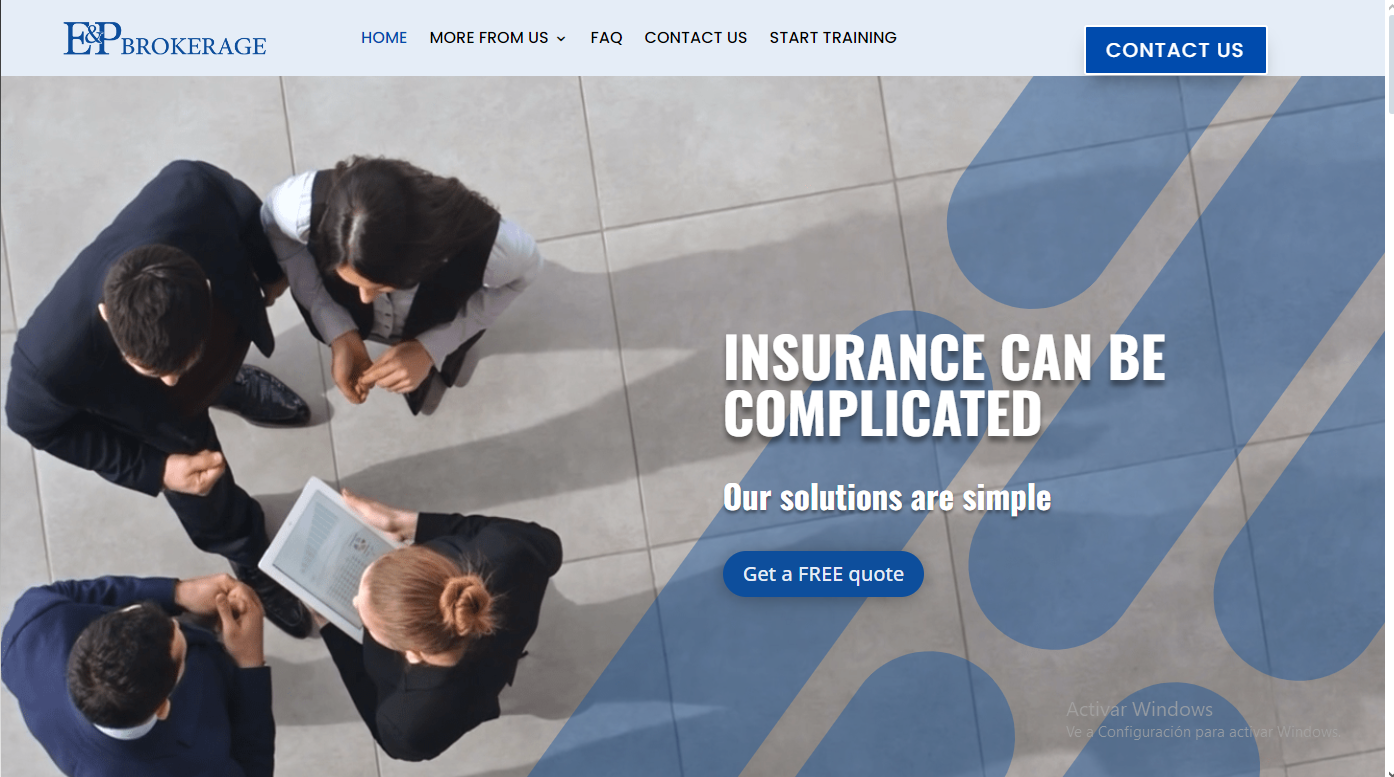 E&P BROKERAGE
HOME MORE FROM US FAQ CONTACT US START TRAINING
CONTACT US
INSURANCE CAN BE
COMPLICATED
Our solutions are simple
Get a FREE quote
Activar Windows
Ve a Configuración para activar Windows.